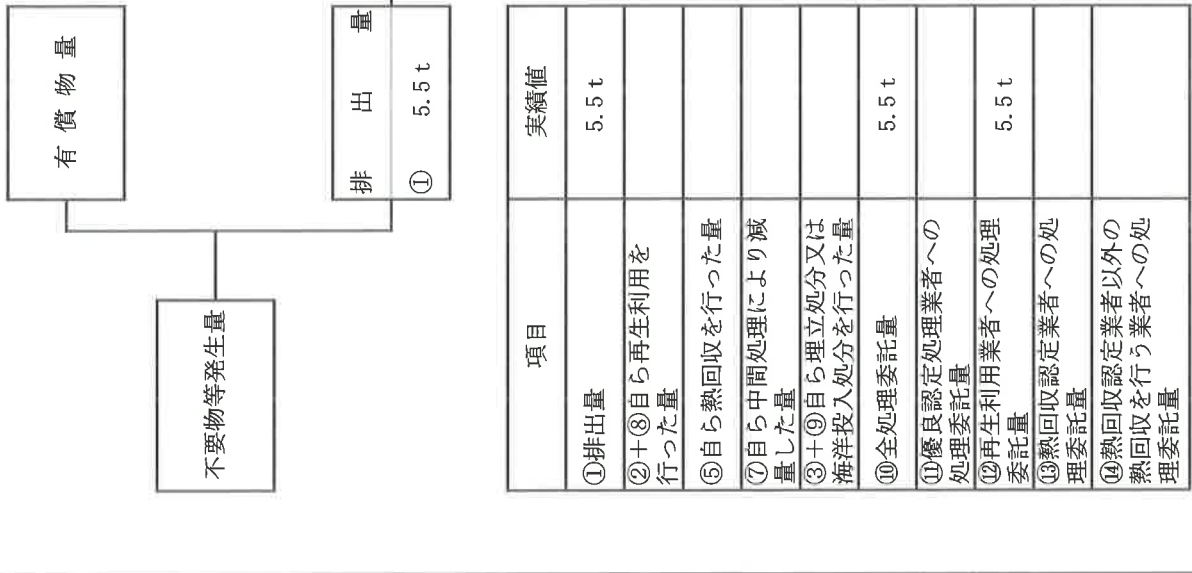 不要物等発生量
有償物量
排出量
① 5.5t
項目 実績値
①排出量 5.5t
②+⑧自ら再生利用を
行った量
⑤自ら熱回収を行った量
⑦自ら中間処理により減
量した量
③+⑨自ら埋立処分又は
海洋投入処分を行った量
⑩全処理委託量 5.5t
⑪優良認定処理業者への
処理委託量
⑫再生利用業者への処理
委託量 5.5t
⑬熱回収認定業者への処
理委託量
⑭熱回収認定業者以外の
熱回収を行う業者への処
理委託量